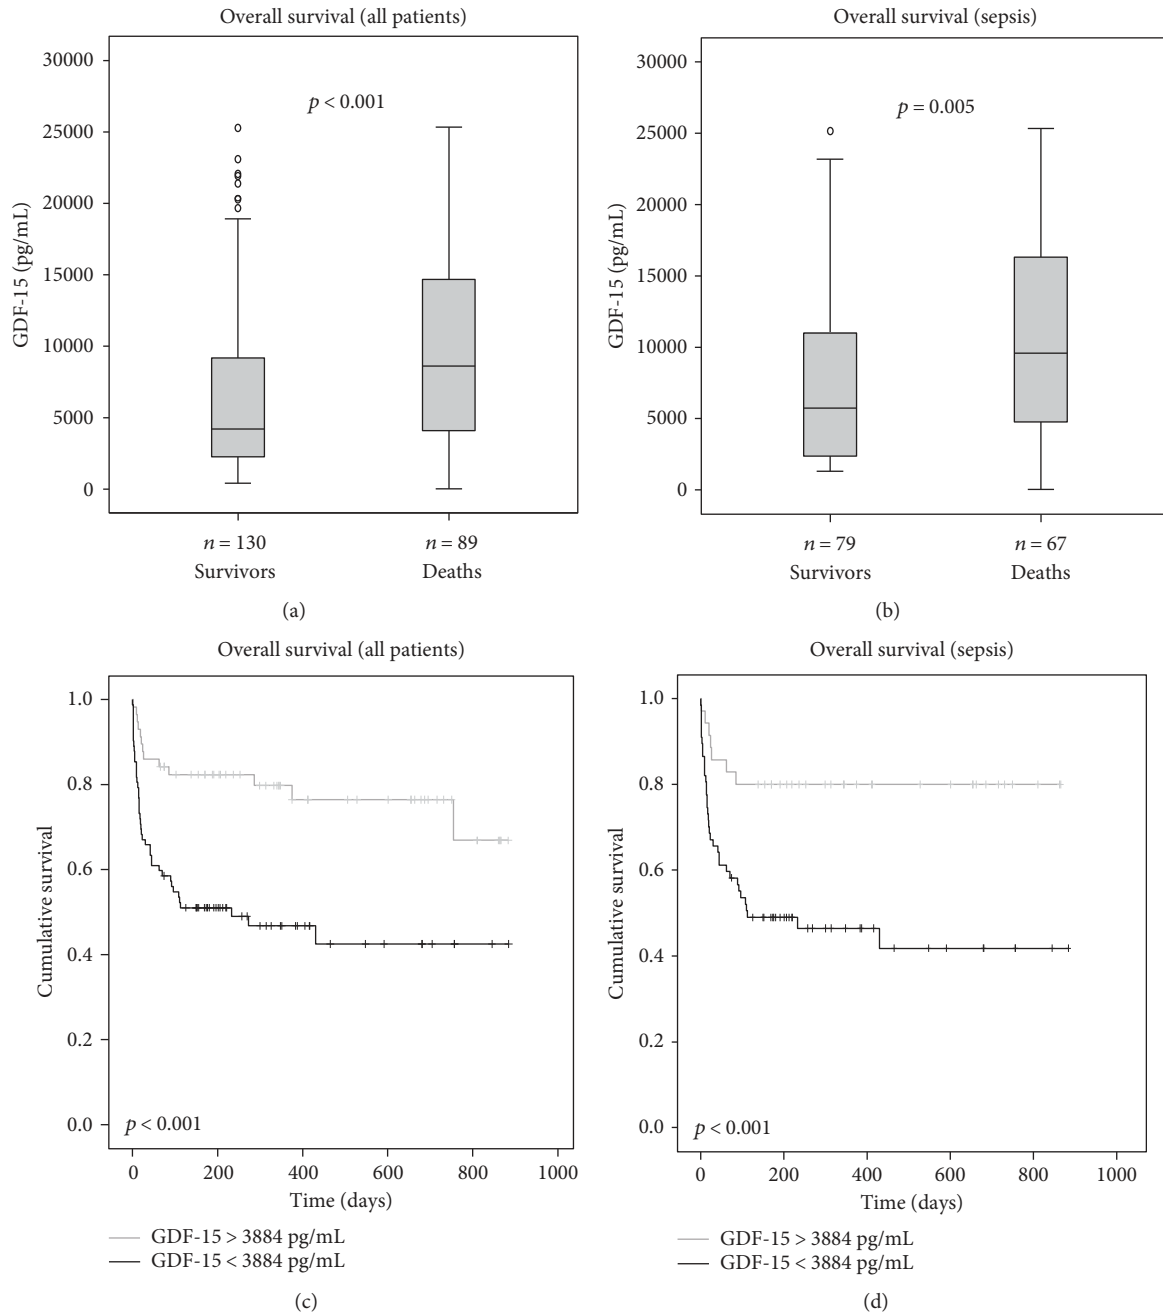 Overall survival (all patients)
30000
25000
20000
15000
10000
5000
0
GDF-15 (pg/mL)
p < 0.001
n = 130
Survivors
n = 89
Deaths
(a)
Overall survival (sepsis)
30000
25000
20000
15000
10000
5000
0
GDF-15 (pg/mL)
p = 0.005
n = 79
Survivors
n = 67
Deaths
(b)
Overall survival (all patients)
1.0
0.8
0.6
0.4
0.2
0.0
Cumulative survival
p < 0.001
0 200 400 600 800 1000
Time (days)
GDF-15 > 3884 pg/mL
GDF-15 < 3884 pg/mL
(c)
Overall survival (sepsis)
1.0
0.8
0.6
0.4
0.2
0.0
Cumulative survival
p < 0.001
0 200 400 600 800 1000
Time (days)
GDF-15 > 3884 pg/mL
GDF-15 < 3884 pg/mL
(d)